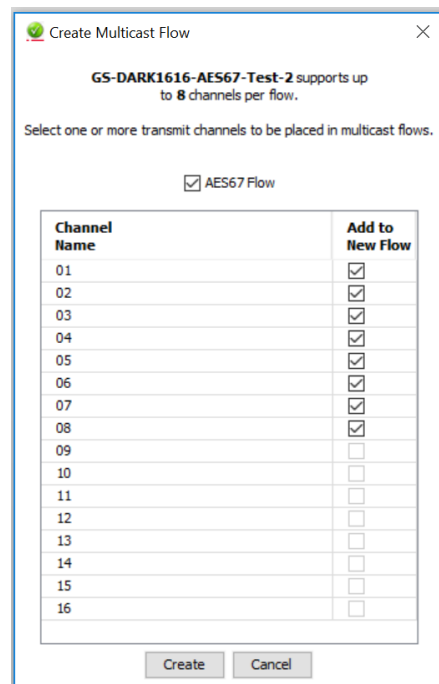 Create Multicast Flow
GS-DARK1616-AES67-Test-2 supports up
to 8 channels per flow.
Select one or more transmit channels to be placed in multicast flows.
AES67 Flow
Channel Name
Add to New Flow
01
02
03
04
05
06
07
08
09
10
11
12
13
14
15
16
Create
Cancel